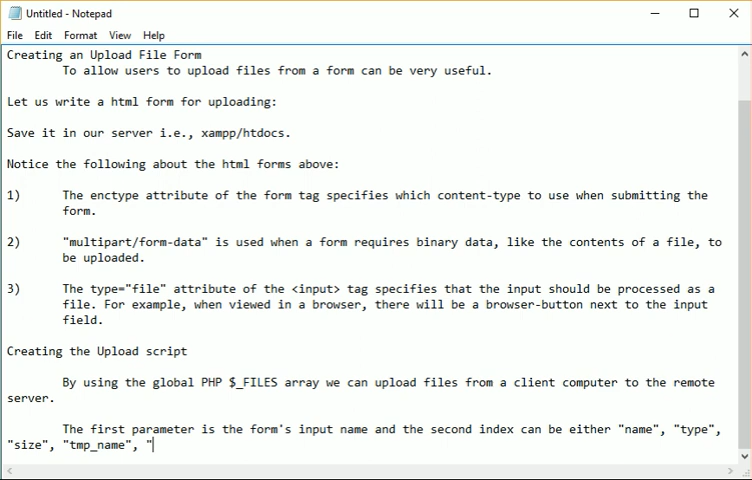 Untitled - Notepad
File Edit Format View Help
Creating an Upload File Form
To allow users to upload files from a form can be very useful.
Let us write a html form for uploading:
Save it in our server i.e., xampp/htdocs.
Notice the following about the html forms above:
1) The enctype attribute of the form tag specifies which content-type to use when submitting the
form.
2) "multipart/form-data" is used when a form requires binary data, like the contents of a file, to
be uploaded.
3) The type="file" attribute of the <input> tag specifies that the input should be processed as a
file. For example, when viewed in a browser, there will be a browser-button next to the input
field.
Creating the Upload script
By using the global PHP $_FILES array we can upload files from a client computer to the remote
server.
The first parameter is the form's input name and the second index can be either "name", "type",
"size", "tmp_name", "